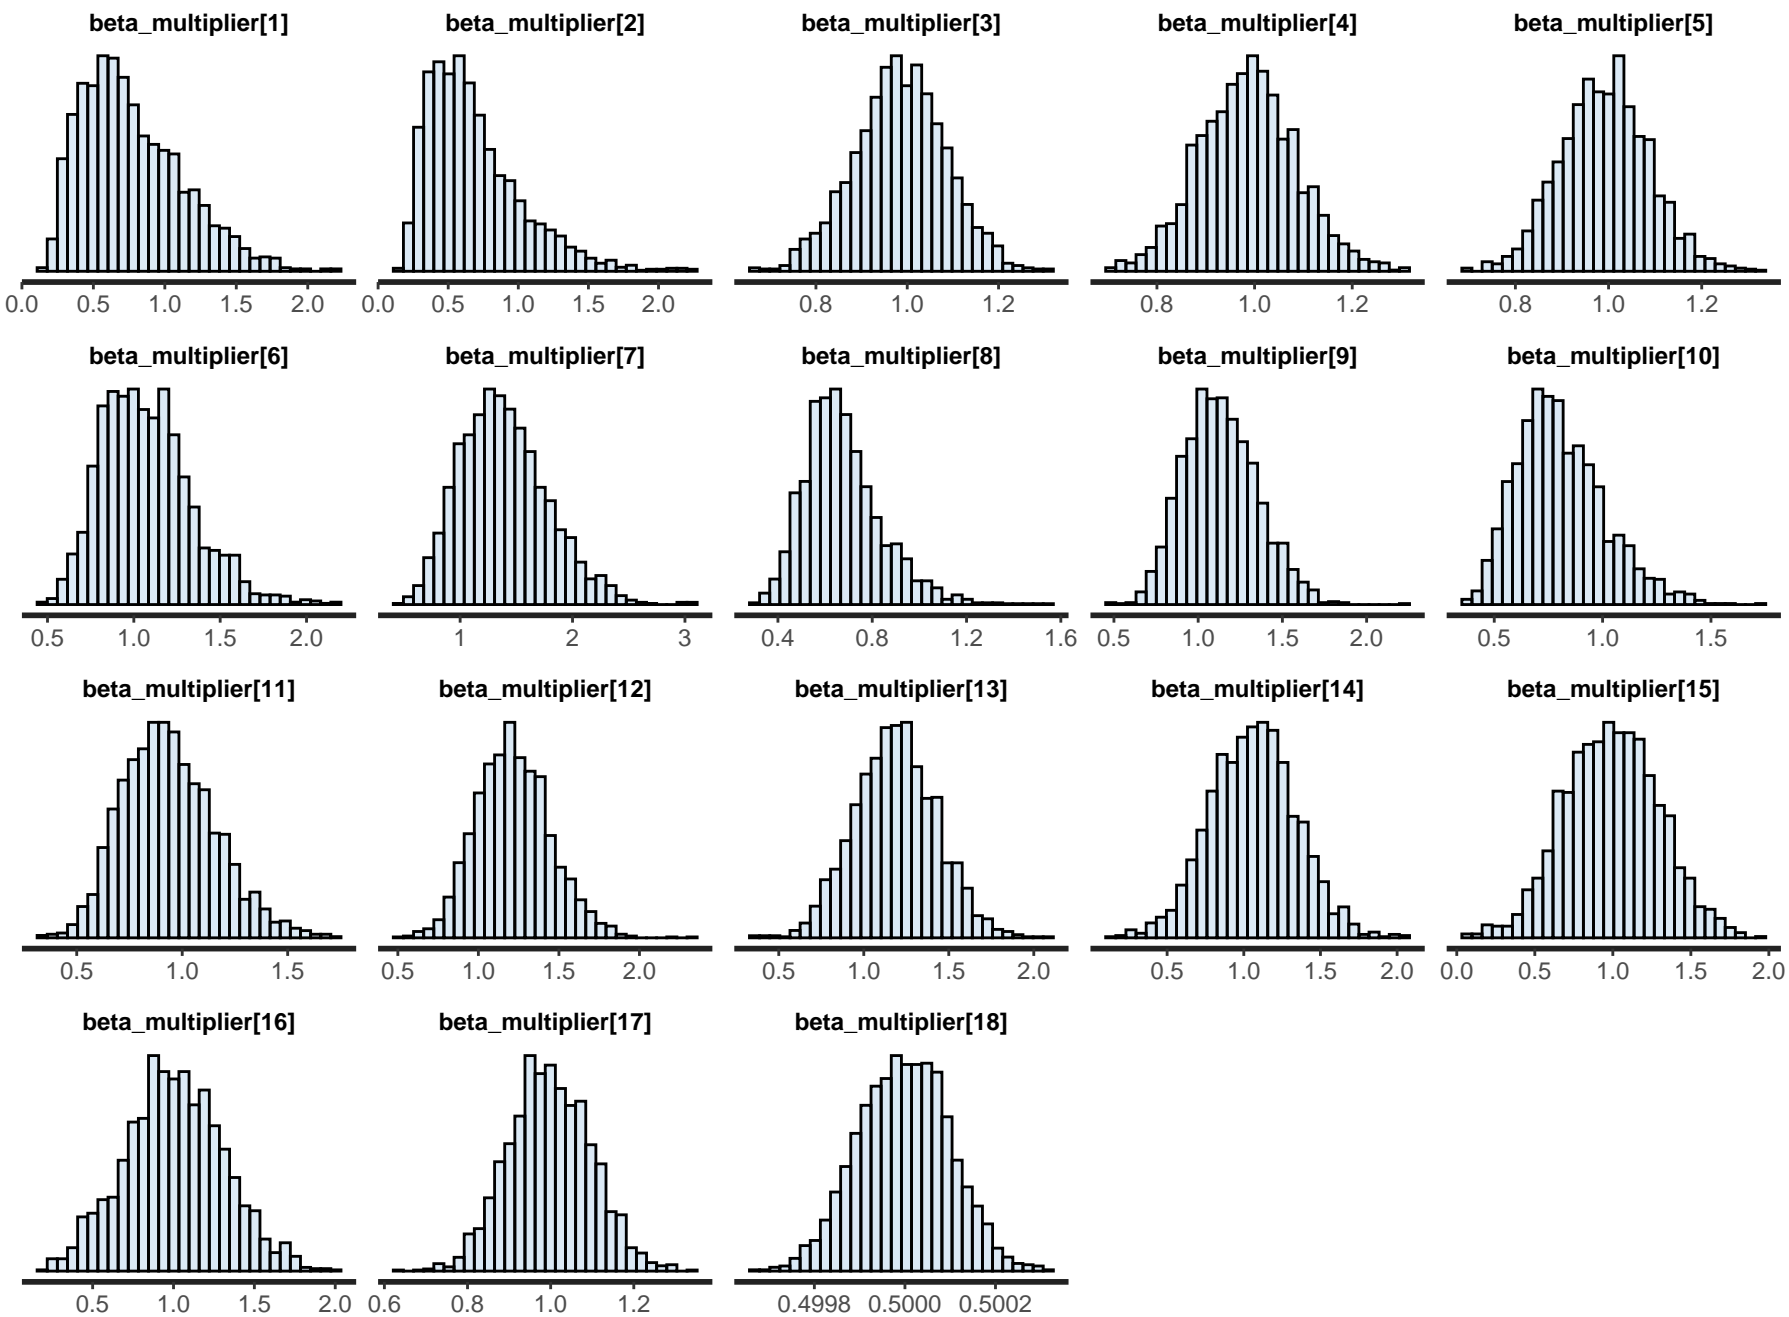 beta_multiplier[1] beta_multiplier[2] beta_multiplier[3] beta_multiplier[4] beta_multiplier[5]
0.0 0.5 1.0 1.5 2.0 0.0 0.5 1.0 1.5 2.0 0.8 1.0 1.2 0.8 1.0 1.2 0.8 1.0 1.2
beta_multiplier[6] beta_multiplier[7] beta_multiplier[8] beta_multiplier[9] beta_multiplier[10]
0.5 1.0 1.5 2.0 1 2 3 0.4 0.8 1.2 1.6 0.5 1.0 1.5 2.0 0.5 1.0 1.5
beta_multiplier[11] beta_multiplier[12] beta_multiplier[13] beta_multiplier[14] beta_multiplier[15]
0.5 1.0 1.5 0.5 1.0 1.5 2.0 0.5 1.0 1.5 2.0 0.5 1.0 1.5 2.0 0.0 0.5 1.0 1.5 2.0
beta_multiplier[16] beta_multiplier[17] beta_multiplier[18]
0.5 1.0 1.5 2.0 0.6 0.8 1.0 1.2 0.4998 0.5000 0.5002